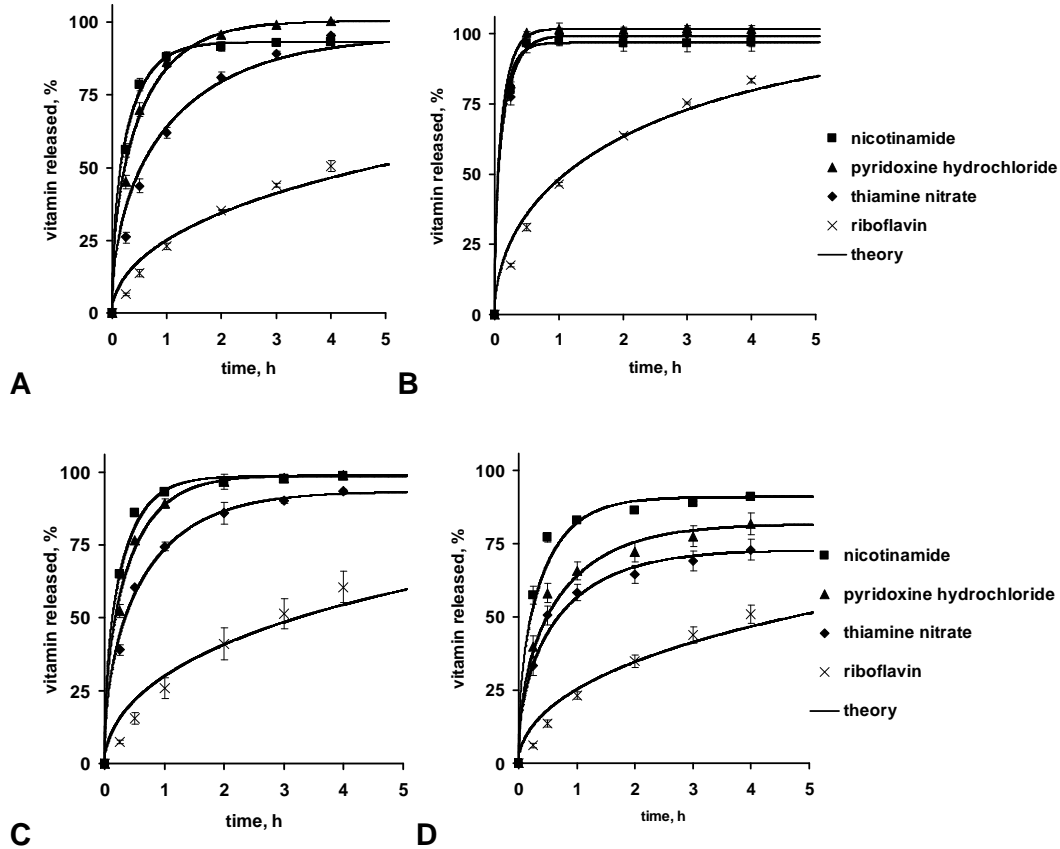 100
75
50
25
0
vitamin released, %
0 1 2 3 4 5
time, h
A
100
75
50
25
0
vitamin released, %
0 1 2 3 4 5
time, h
B
nicotinamide
pyridoxine hydrochloride
thiamine nitrate
riboflavin
theory
100
75
50
25
0
vitamin released, %
0 1 2 3 4 5
time, h
C
100
75
50
25
0
vitamin released, %
0 1 2 3 4 5
time, h
D
nicotinamide
pyridoxine hydrochloride
thiamine nitrate
riboflavin
theory